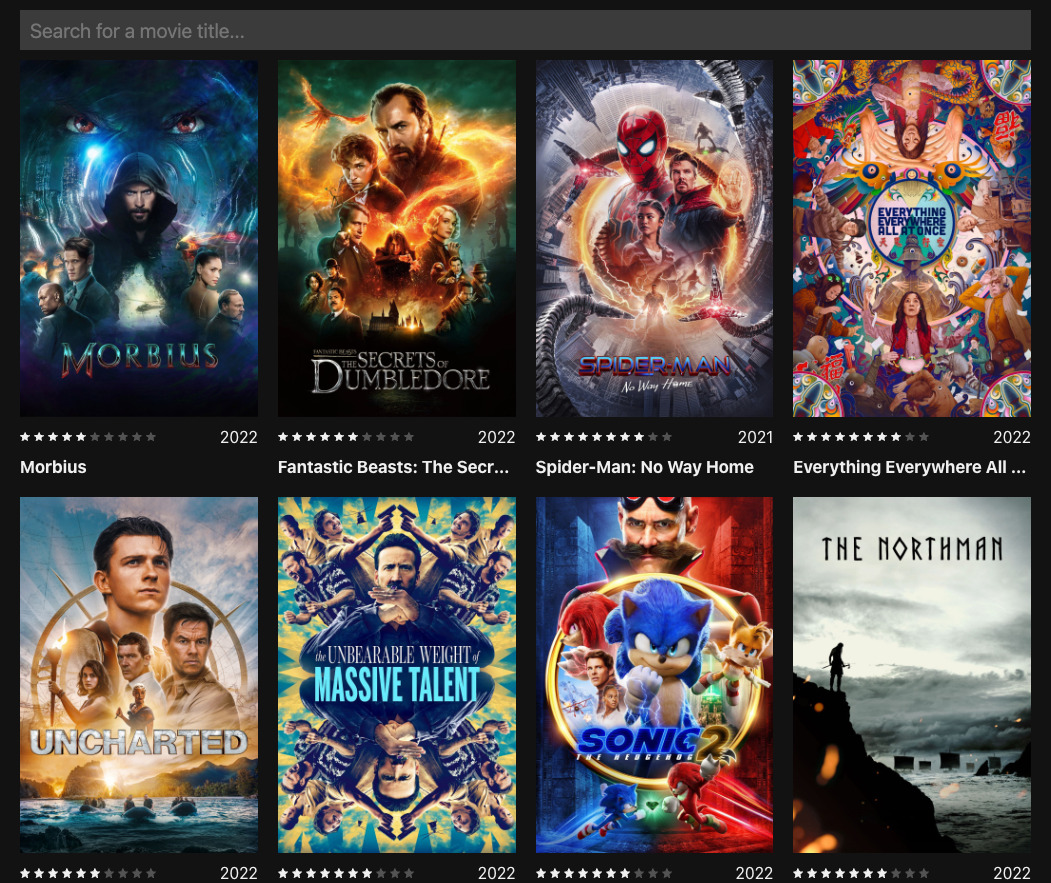 Search for a movie title...
MORBIUS
FANTASTIC BEASTS
THE SECRETS OF
DUMBLEDORE
SPIDER-MAN
No Way Home
EVERYTHING
EVERYWHERE
ALL AT ONCE
福
福
2022
2022
2021
2022
Morbius
Fantastic Beasts: The Secr...
Spider-Man: No Way Home
Everything Everywhere All ...
UNCHARTED
the UNBEARABLE WEIGHT of
MASSIVE TALENT
SONIC 2
THE HEDGEHOG
THE NORTHMAN
2022
2022
2022
2022